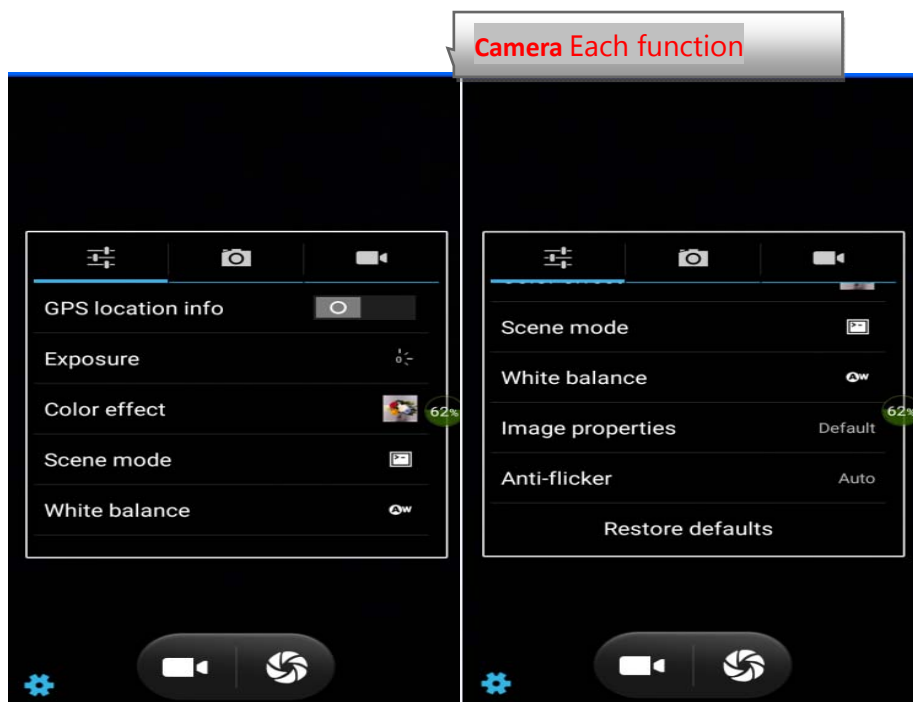 Camera Each function
GPS location info
Exposure
Color effect
Scene mode
White balance
62%
Scene mode
White balance
Image properties Default
Anti-flicker Auto
Restore defaults